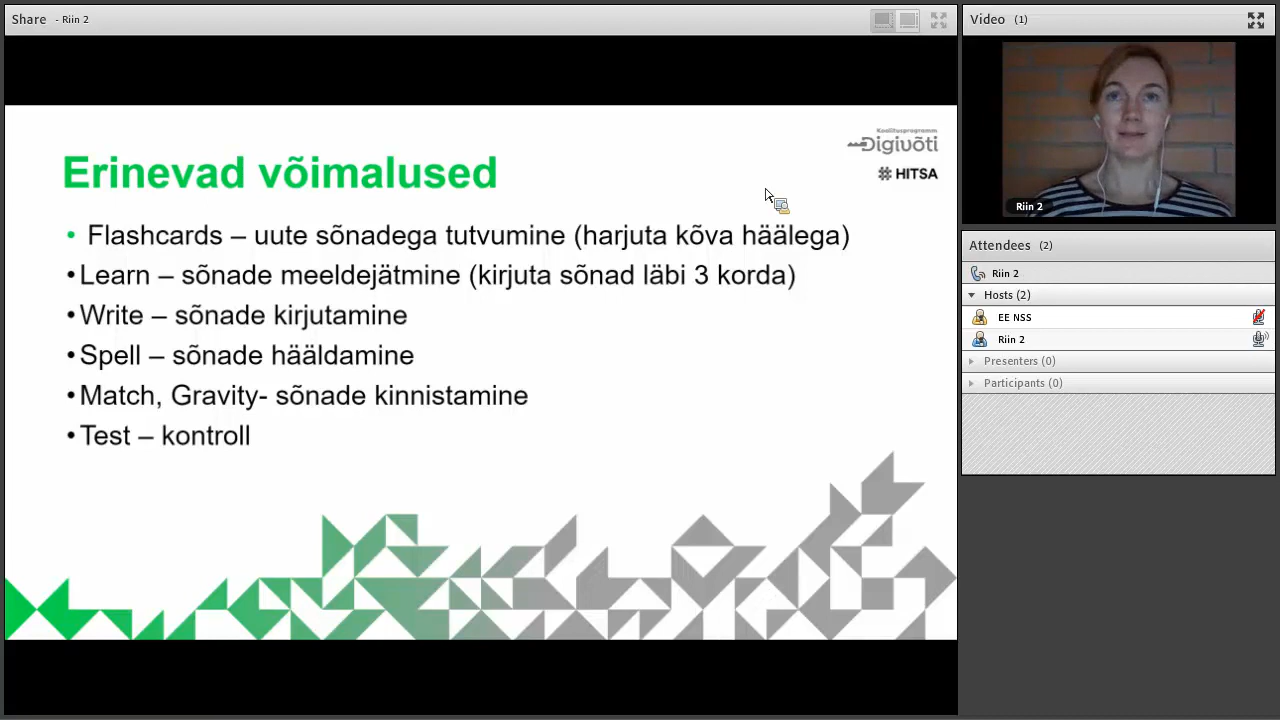 Share - Riin 2
Koolitusprogramm
Digivõti
# HITSA
Erinevad võimalused
• Flashcards – uute sõnadega tutvumine (harjuta kõva häälega)
•Learn – sõnade meeldejätmine (kirjuta sõnad läbi 3 korda)
•Write – sõnade kirjutamine
•Spell – sõnade hääldamine
•Match, Gravity- sõnade kinnistamine
•Test – kontroll
Video (1)
Riin 2
Attendees (2)
Riin 2
Hosts (2)
EE NSS
Riin 2
Presenters (0)
Participants (0)